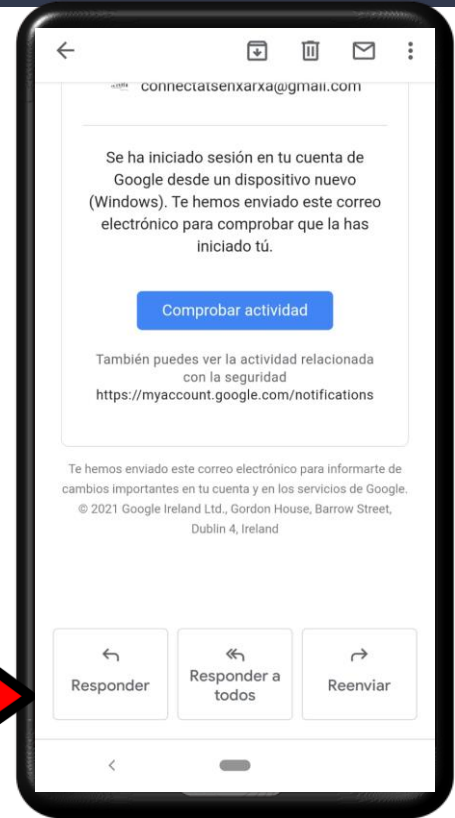 connectatsenxarxa@gmail.com
Se ha iniciado sesión en tu cuenta de
Google desde un dispositivo nuevo
(Windows). Te hemos enviado este correo
electrónico para comprobar que la has
iniciado tú.
Comprobar actividad
También puedes ver la actividad relacionada
con la seguridad
https://myaccount.google.com/notifications
Te hemos enviado este correo electrónico para informarte de
cambios importantes en tu cuenta y en los servicios de Google.
© 2021 Google Ireland Ltd., Gordon House, Barrow Street,
Dublin 4, Ireland
Responder
Responder a
todos
Reenviar